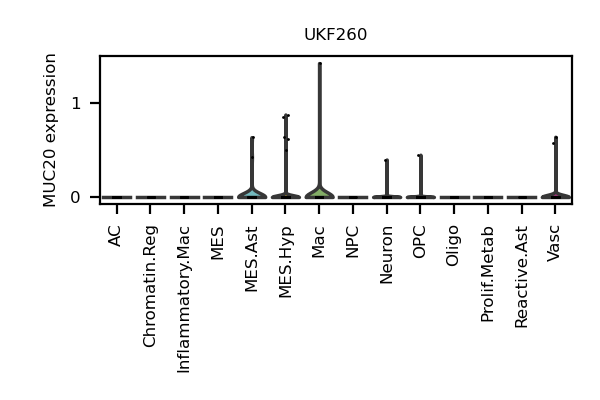 UKF260
MUC20 expression
1
0
AC
Chromatin.Reg
Inflammatory.Mac
MES
MES.Ast
MES.Hyp
Mac
NPC
Neuron
OPC
Oligo
Prolif.Metab
Reactive.Ast
Vasc